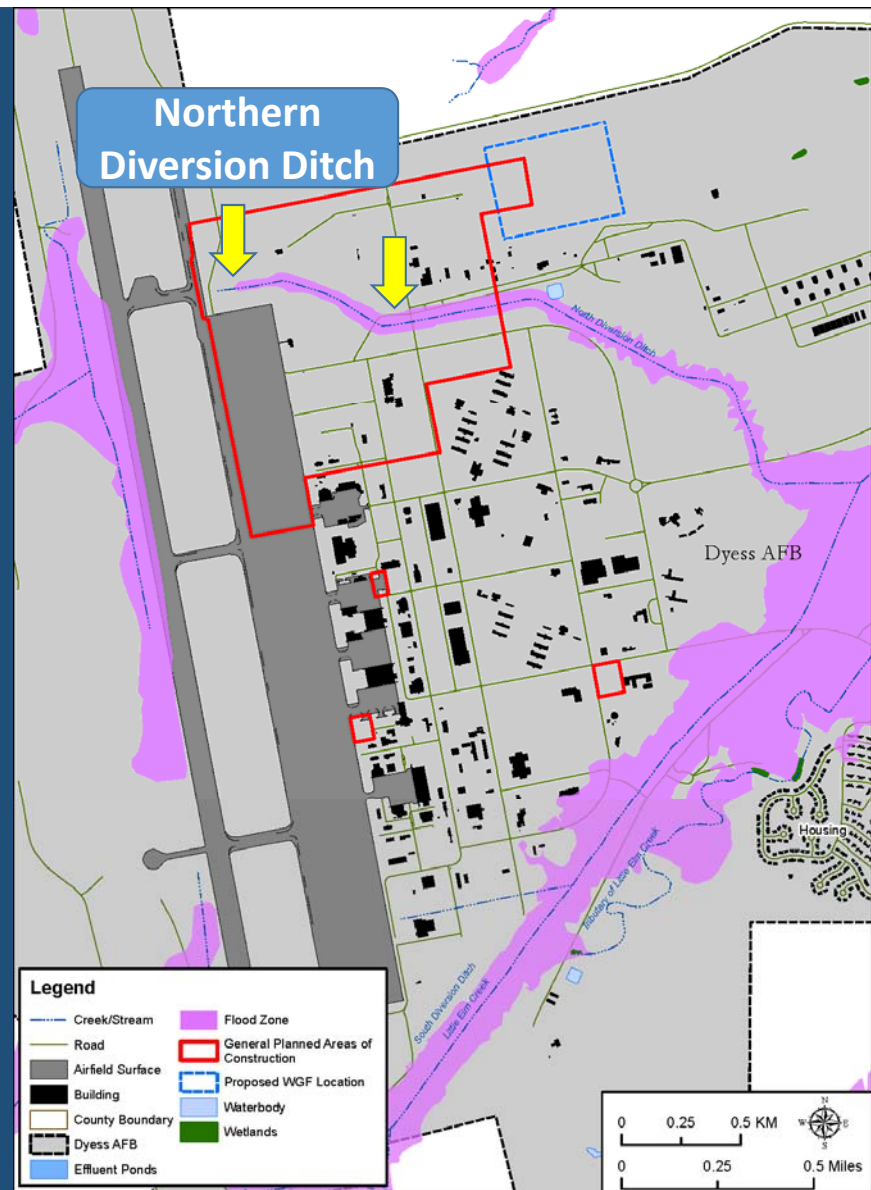 Northern
Diversion Ditch
North Diversion Ditch
Dyess AFB
Housing
Tributary of Little Elm Creek
South Diversion Ditch
Little Elm Creek
Legend
Creek/Stream
Road
Airfield Surface
Building
County Boundary
Dyess AFB
Effluent Ponds
Flood Zone
General Planned Areas of
Construction
Proposed WGF Location
Waterbody
Wetlands
0 0.25 0.5 KM
N
W E
S
0 0.25 0.5 Miles